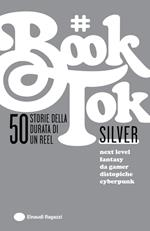 #
Book
Tok
50
STORIE DELLA
DURATA DI
UN REEL
SILVER
next level
fantasy
da gamer
distopiche
cyberpunk
Einaudi Ragazzi